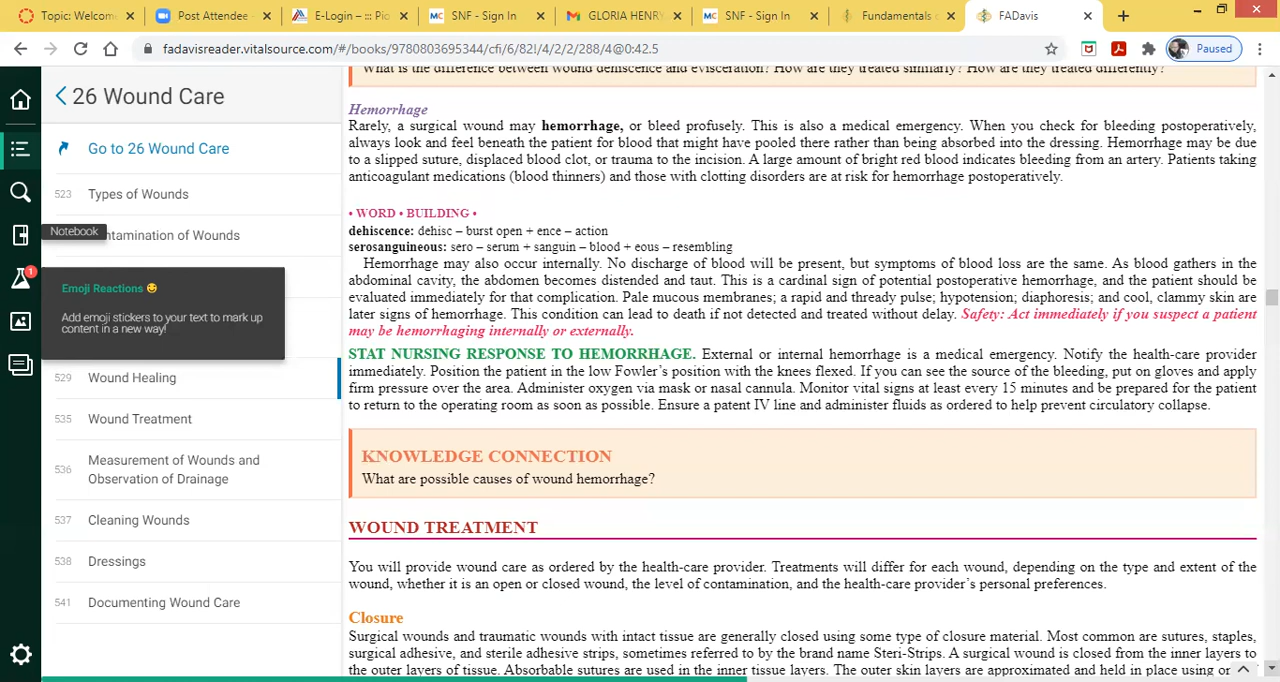 Topic: Welcome
Post Attendee -
E-Login – ::: Pio
SNF - Sign In
GLORIA HENRY
SNF - Sign In
Fundamentals o
FADavis
fadavisreader.vitalsource.com/#/books/9780803695344/cfi/6/82!/4/2/2/288/4@0:42.5
Paused
26 Wound Care
Go to 26 Wound Care
523 Types of Wounds
ntamination of Wounds
Notebook
Emoji Reactions
Add emoji stickers to your text to mark up
content in a new way!
1
529 Wound Healing
535 Wound Treatment
536 Measurement of Wounds and
Observation of Drainage
537 Cleaning Wounds
538 Dressings
541 Documenting Wound Care
What is the difference between wound dehiscence and evisceration? How are they treated similarly? How are they treated differently?
Hemorrhage
Rarely, a surgical wound may hemorrhage, or bleed profusely. This is also a medical emergency. When you check for bleeding postoperatively,
always look and feel beneath the patient for blood that might have pooled there rather than being absorbed into the dressing. Hemorrhage may be due
to a slipped suture, displaced blood clot, or trauma to the incision. A large amount of bright red blood indicates bleeding from an artery. Patients taking
anticoagulant medications (blood thinners) and those with clotting disorders are at risk for hemorrhage postoperatively.
• WORD • BUILDING •
dehiscence: dehisc – burst open + ence – action
serosanguineous: sero – serum + sanguin – blood + eous – resembling
Hemorrhage may also occur internally. No discharge of blood will be present, but symptoms of blood loss are the same. As blood gathers in the
abdominal cavity, the abdomen becomes distended and taut. This is a cardinal sign of potential postoperative hemorrhage, and the patient should be
evaluated immediately for that complication. Pale mucous membranes; a rapid and thready pulse; hypotension; diaphoresis; and cool, clammy skin are
later signs of hemorrhage. This condition can lead to death if not detected and treated without delay. Safety: Act immediately if you suspect a patient
may be hemorrhaging internally or externally.
STAT NURSING RESPONSE TO HEMORRHAGE. External or internal hemorrhage is a medical emergency. Notify the health-care provider
immediately. Position the patient in the low Fowler's position with the knees flexed. If you can see the source of the bleeding, put on gloves and apply
firm pressure over the area. Administer oxygen via mask or nasal cannula. Monitor vital signs at least every 15 minutes and be prepared for the patient
to return to the operating room as soon as possible. Ensure a patent IV line and administer fluids as ordered to help prevent circulatory collapse.
KNOWLEDGE CONNECTION
What are possible causes of wound hemorrhage?
WOUND TREATMENT
You will provide wound care as ordered by the health-care provider. Treatments will differ for each wound, depending on the type and extent of the
wound, whether it is an open or closed wound, the level of contamination, and the health-care provider's personal preferences.
Closure
Surgical wounds and traumatic wounds with intact tissue are generally closed using some type of closure material. Most common are sutures, staples,
surgical adhesive, and sterile adhesive strips, sometimes referred to by the brand name Steri-Strips. A surgical wound is closed from the inner layers to
the outer layers of tissue. Absorbable sutures are used in the inner tissue layers. The outer skin layers are approximated and held in place using